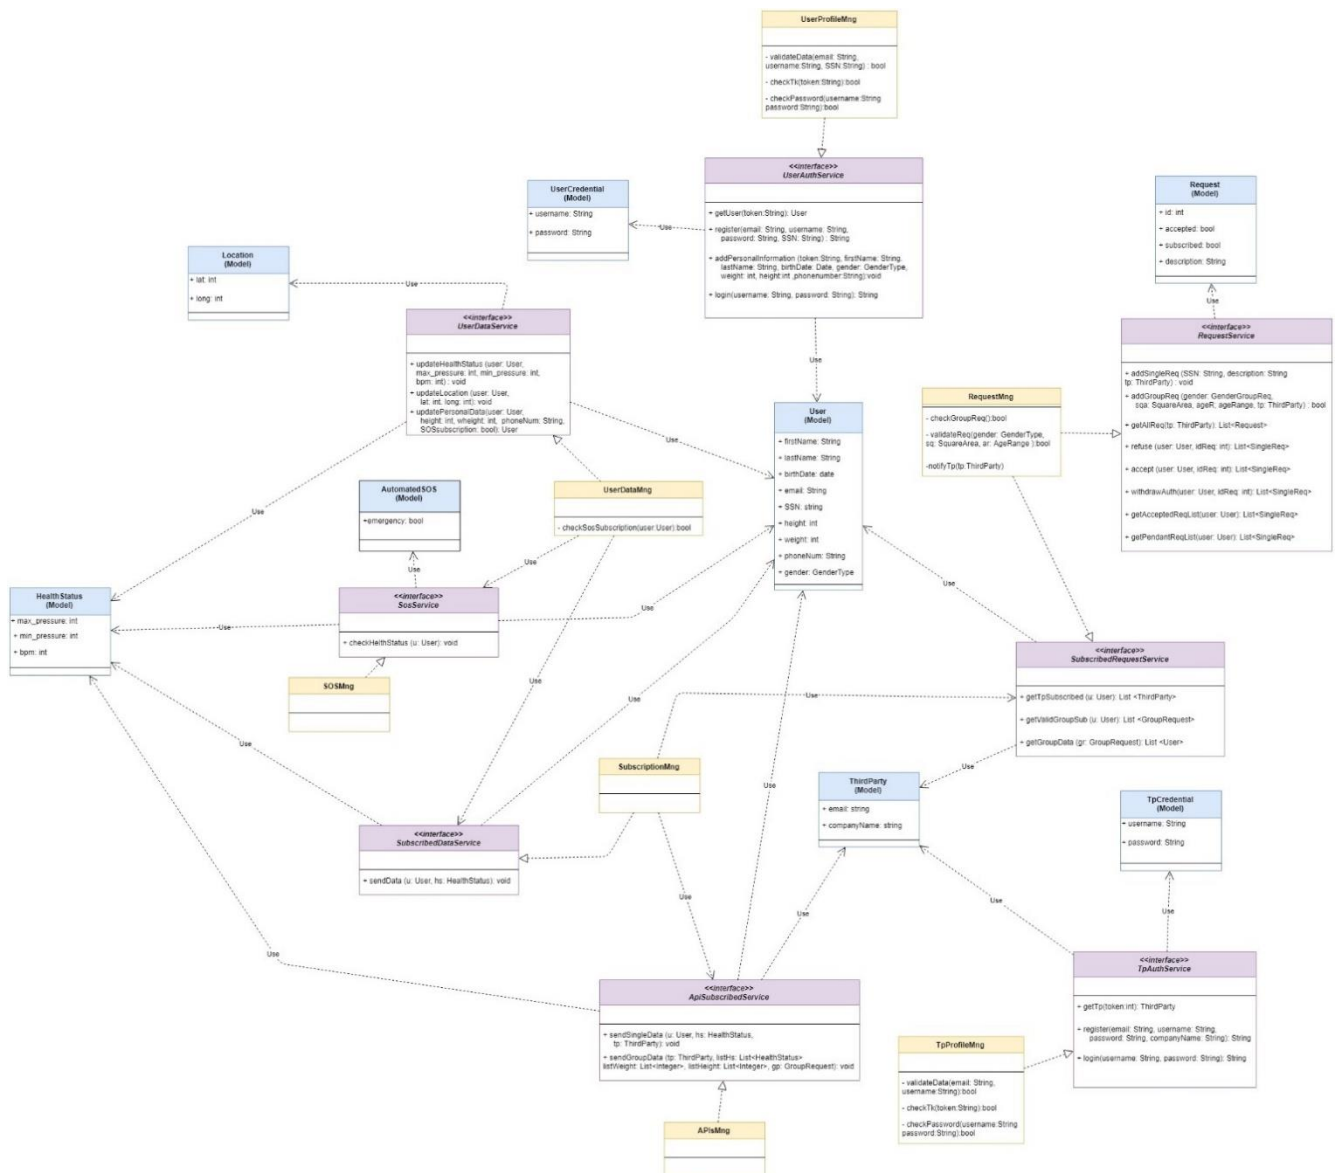 UserProfileMng
- validateData(email: String,
username:String, SSN:String) : bool
- checkTk(token:String):bool
- checkPassword(username:String
password:String):bool
<<interface>>
UserAuthService
+ getUser(token:String): User
+ register(email: String, username: String,
password: String, SSN: String) : String
+ addPersonalInformation (token:String, firstName: String,
lastName: String, birthDate: Date, gender: GenderType,
weight: int, height:int ,phonenumber:String):void
+ login(username: String, password: String): String
UserCredential
(Model)
+ username: String
+ password: String
Use
Request
(Model)
+ id: int
+ accepted: bool
+ subscribed: bool
+ description: String
Use
Location
(Model)
+ lat: int
+ long: int
Use
<<interface>>
UserDataService
+ updateHealthStatus (user: User,
max_pressure: int, min_pressure: int,
bpm: int) : void
+ updateLocation (user: User,
lat: int, long: int): void
+ updatePersonalData(user: User,
height: int, wheight: int, phoneNum: String,
SOSsubscription: bool): User
Use
<<interface>>
RequestService
+ addSingleReq (SSN: String, description: String
tp: ThirdParty) : void
+ addGroupReq (gender: GenderGroupReq,
sqa: SquareArea, ageR: ageRange, tp: ThirdParty) : bool
+ getAllReq(tp: ThirdParty): List<Request>
+ refuse (user: User, idReq: int): List<SingleReq>
+ accept (user: User, idReq: int): List<SingleReq>
+ withdrawAuth(user: User, idReq: int): List<SingleReq>
+ getAcceptedReqList(user: User): List<SingleReq>
+ getPendantReqList(user: User): List<SingleReq>
RequestMng
- checkGroupReq():bool
- validateReq(gender: GenderType,
sq: SquareArea, ar: AgeRange ):bool
-notifyTp(tp:ThirdParty)
User
(Model)
+ firstName: String
+ lastName: String
+ birthDate: date
+ email: String
+ SSN: string
+ height: int
+ weight: int
+ phoneNum: String
+ gender: GenderType
Use
Use
AutomatedSOS
(Model)
+emergency: bool
Use
UserDataMng
- checkSosSubscription(user:User):bool
Use
HealthStatus
(Model)
+ max_pressure: int
+ min_pressure: int
+ bpm: int
Use
<<interface>>
SosService
+ checkHelthStatus (u: User): void
Use
Use
SOSMng
Use
Use
Use
<<interface>>
SubscribedRequestService
+ getTpSubscribed (u: User): List <ThirdParty>
+ getValidGroupSub (u: User): List <GroupRequest>
+ getGroupData (gr: GroupRequest): List <User>
Use
Use
SubscriptionMng
Use
ThirdParty
(Model)
+ email: string
+ companyName: string
TpCredential
(Model)
+ username: String
+ password: String
<<interface>>
SubscribedDataService
+ sendData (u: User, hs: HealthStatus): void
Use
Use
Use
Use
Use
Use
<<interface>>
ApiSubscribedService
+ sendSingleData (u: User, hs: HealthStatus,
tp: ThirdParty): void
+ sendGroupData (tp: ThirdParty, listHs: List<HealthStatus>
listWeight: List<Integer>, listHeight: List<Integer>, gp: GroupRequest): void
<<interface>>
TpAuthService
+ getTp(token:int): ThirdParty
+ register(email: String, username: String,
password: String, companyName: String): String
+ login(username: String, password: String): String
TpProfileMng
- validateData(email: String,
username:String):bool
- checkTk(token:String):bool
- checkPassword(username:String
password:String):bool
APIsMng